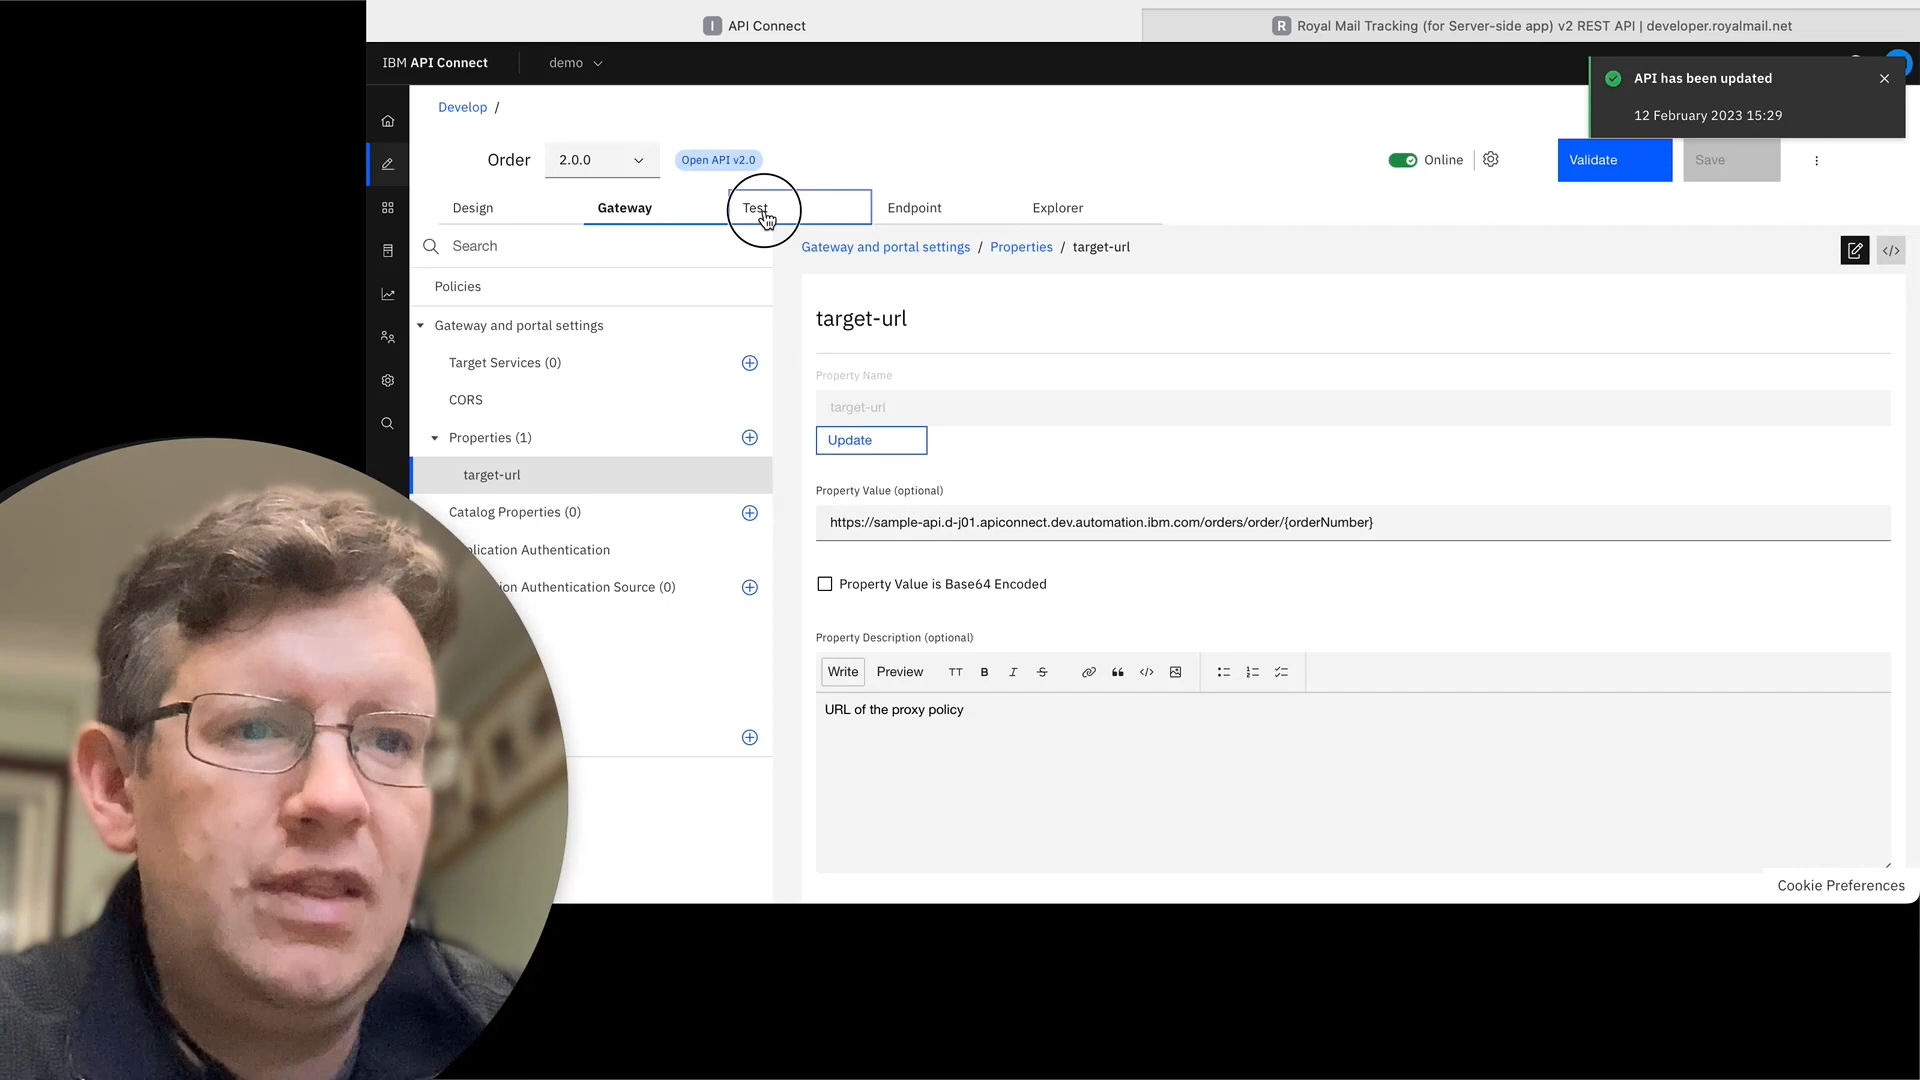 I API Connect
R Royal Mail Tracking (for Server-side app) v2 REST API | developer.royalmail.net
IBM API Connect
demo
API has been updated
12 February 2023 15:29
Develop /
Order
2.0.0
Open API v2.0
Online
Validate
Save
Design
Gateway
Test
Endpoint
Explorer
Search
Gateway and portal settings / Properties / target-url
Policies
Gateway and portal settings
Target Services (0)
CORS
Properties (1)
target-url
Catalog Properties (0)
plication Authentication
on Authentication Source (0)
target-url
Property Name
target-url
Update
Property Value (optional)
https://sample-api.d-j01.apiconnect.dev.automation.ibm.com/orders/order/{orderNumber}
Property Value is Base64 Encoded
Property Description (optional)
Write
Preview
TT B I S
URL of the proxy policy
Cookie Preferences